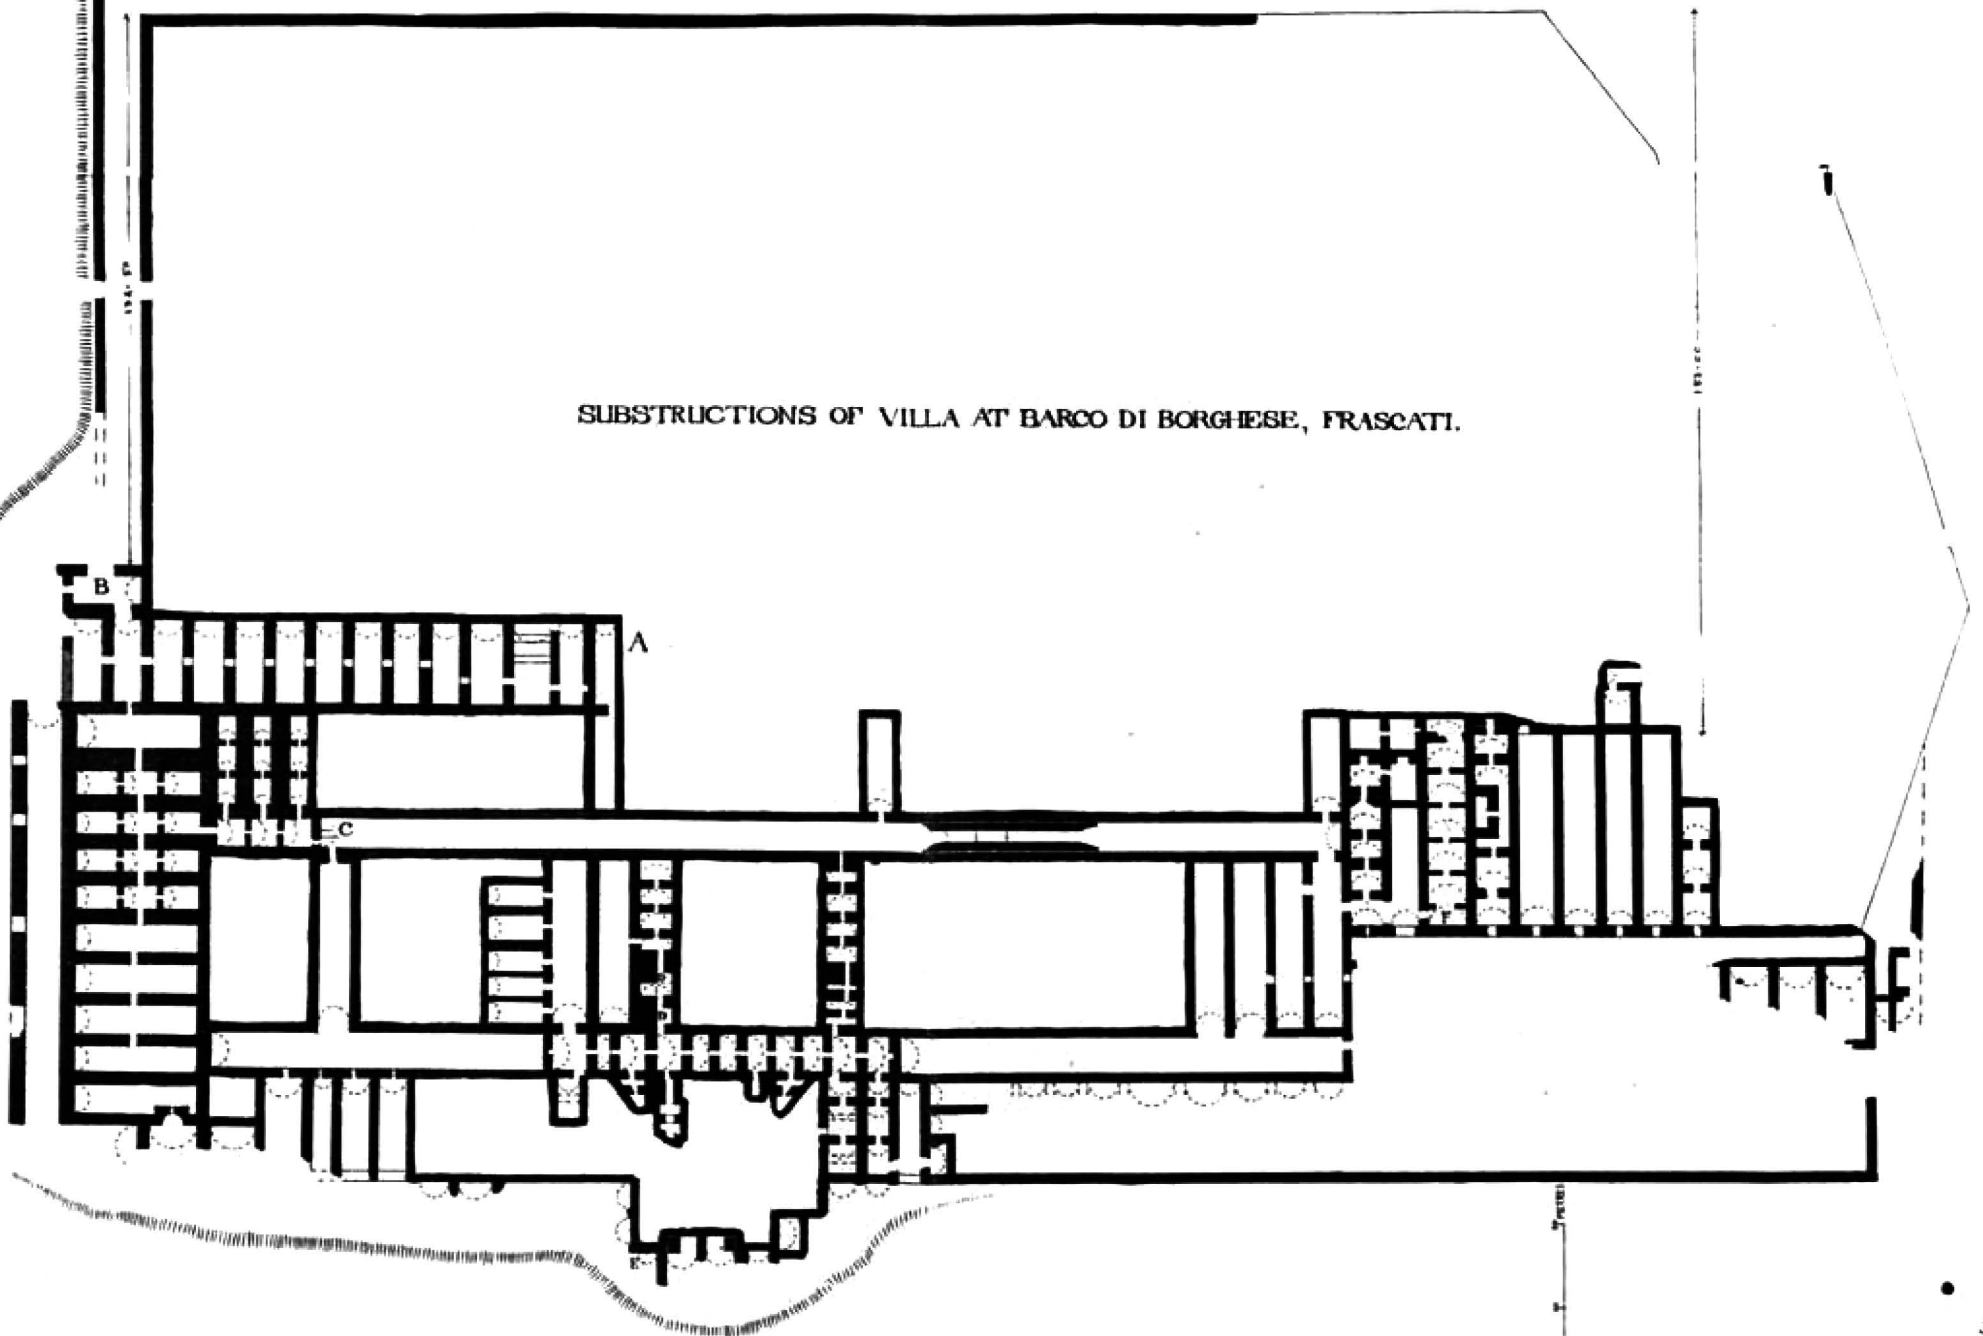 SUBSTRUCTIONS OF VILLA AT BARCO DI BORGHESE, FRASCATI.
B
A
C
F
E